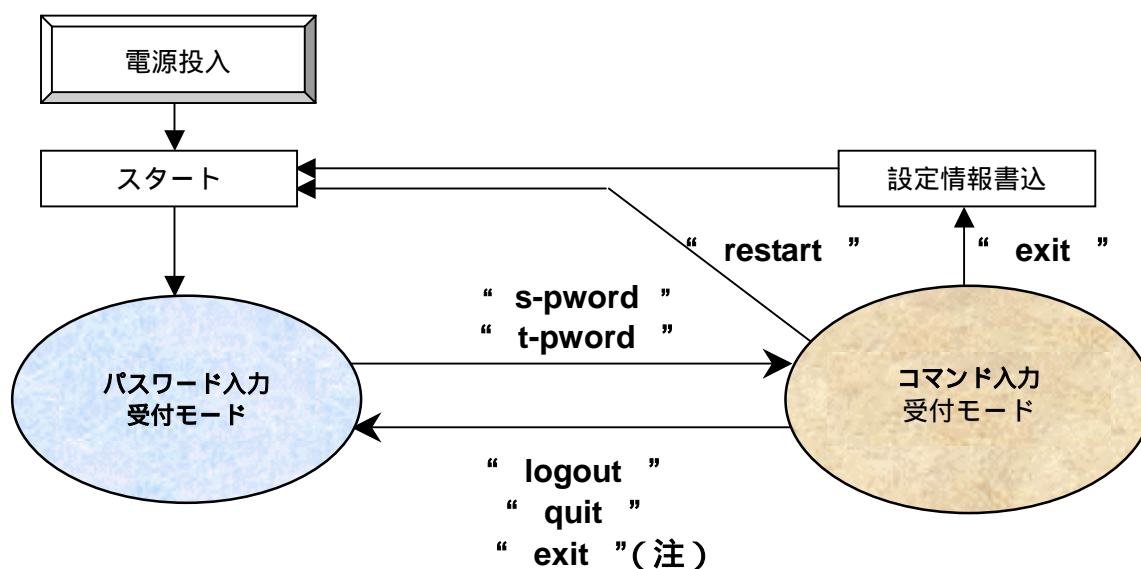 電源投入
スタート
設定情報書込
“ restart ”
“ exit ”
“ s-pword ”
“ t-pword ”
パスワード入力
受付モード
コマンド入力
受付モード
“ logout ”
“ quit ”
“ exit ”(注)